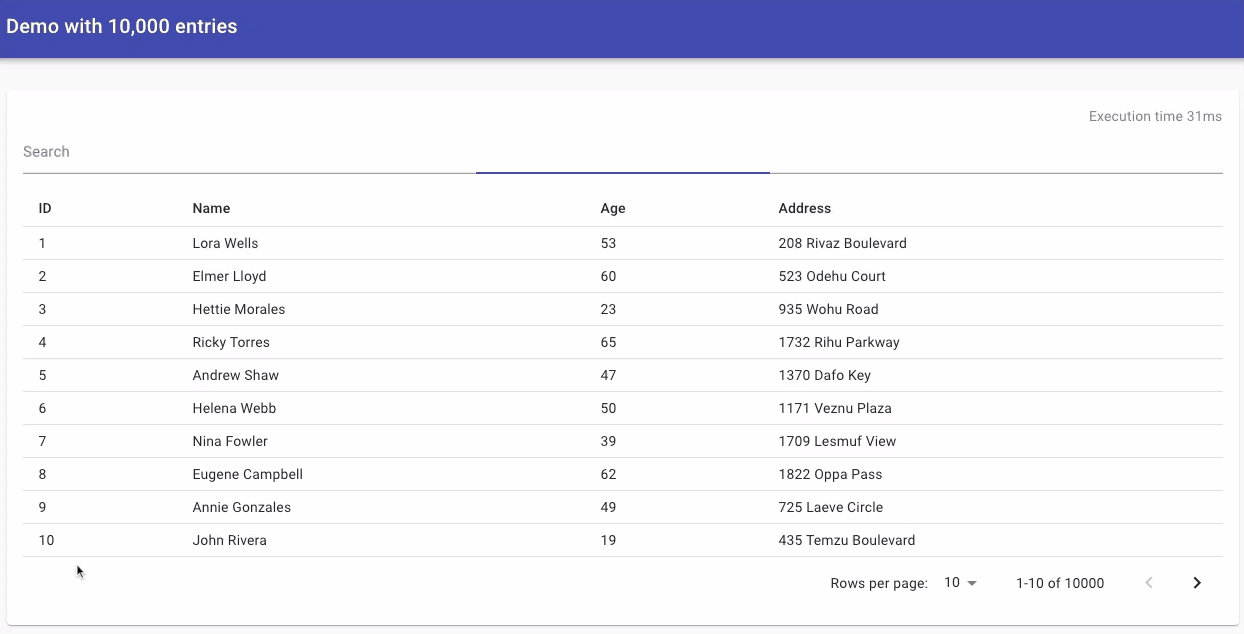 Demo with 10,000 entries
Execution time 31ms
Search
ID Name Age Address
1 Lora Wells 53 208 Rivaz Boulevard
2 Elmer Lloyd 60 523 Odehu Court
3 Hettie Morales 23 935 Wohu Road
4 Ricky Torres 65 1732 Rihu Parkway
5 Andrew Shaw 47 1370 Dafo Key
6 Helena Webb 50 1171 Veznu Plaza
7 Nina Fowler 39 1709 Lesmuf View
8 Eugene Campbell 62 1822 Oppa Pass
9 Annie Gonzales 49 725 Laeve Circle
10 John Rivera 19 435 Temzu Boulevard
Rows per page: 10 1-10 of 10000